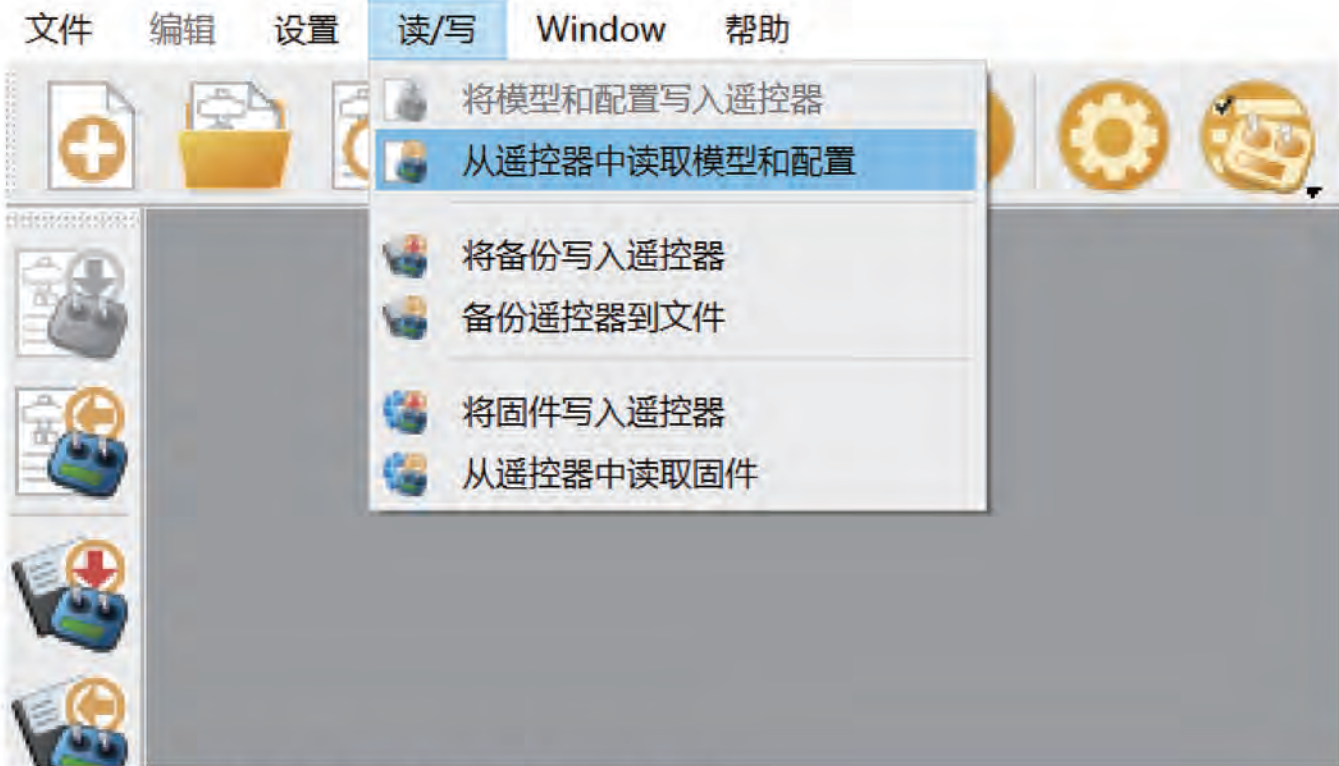 文件 编辑 设置 读/写 Window 帮助
将模型和配置写入遥控器
从遥控器中读取模型和配置
将备份写入遥控器
备份遥控器到文件
将固件写入遥控器
从遥控器中读取固件